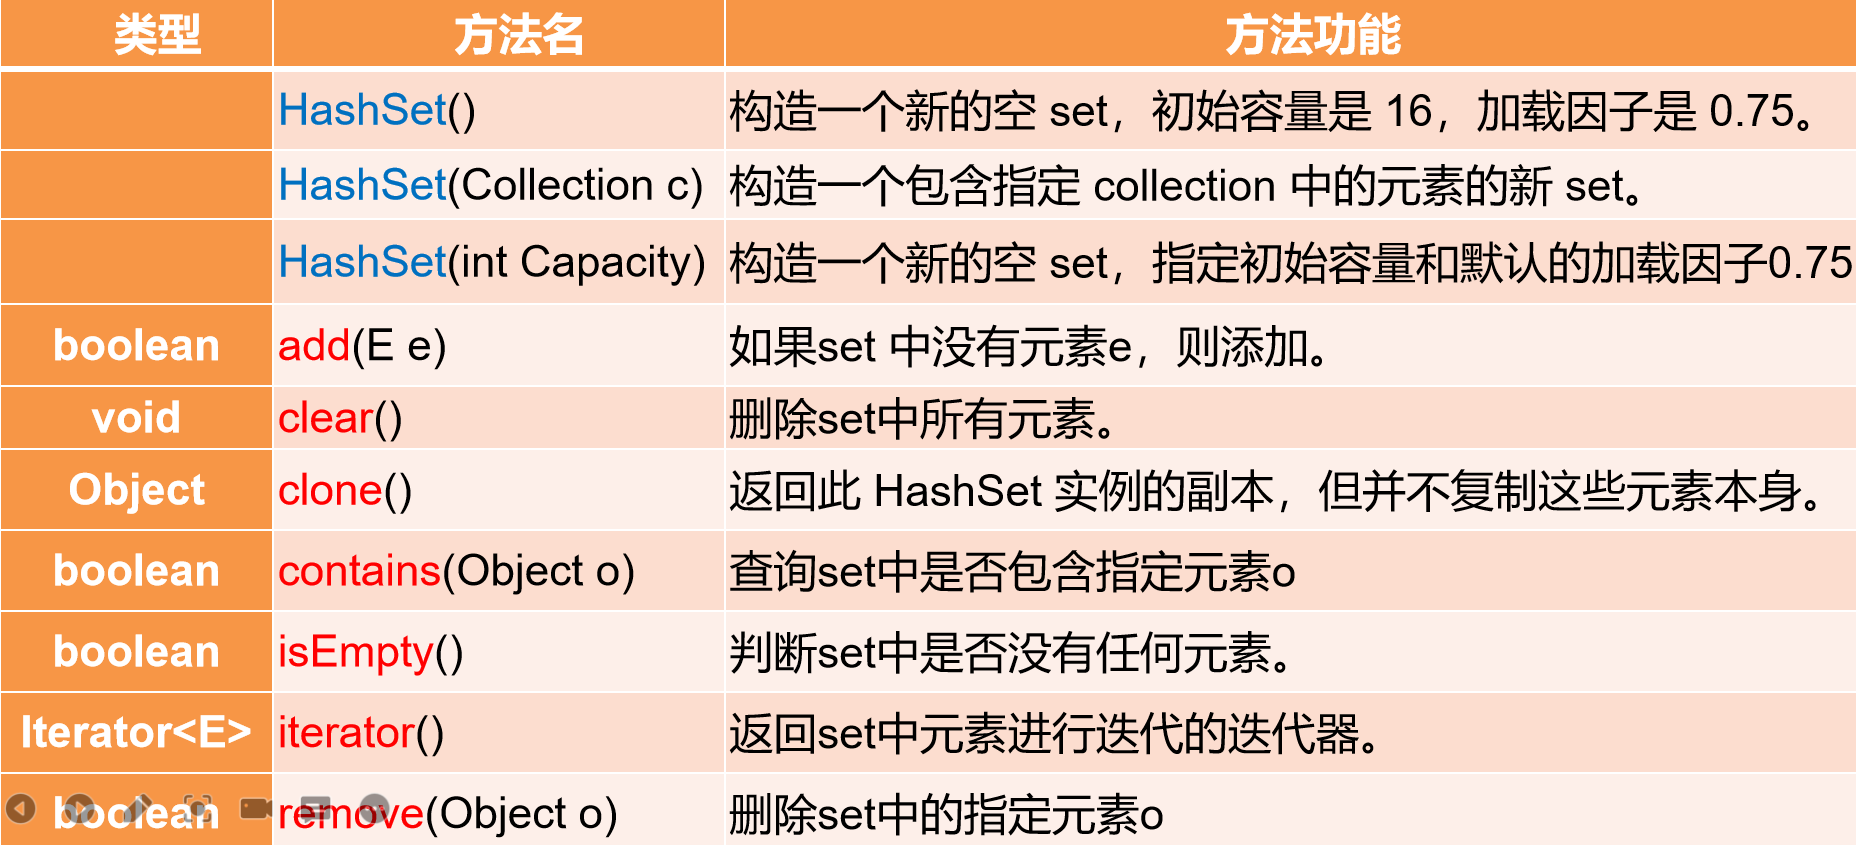 类型 方法名 方法功能
HashSet() 构造一个新的空 set，初始容量是 16，加载因子是 0.75。
HashSet(Collection c) 构造一个包含指定 collection 中的元素的新 set。
HashSet(int Capacity) 构造一个新的空 set，指定初始容量和默认的加载因子0.75
boolean add(E e) 如果set 中没有元素e，则添加。
void clear() 删除set中所有元素。
Object clone() 返回此 HashSet 实例的副本，但并不复制这些元素本身。
boolean contains(Object o) 查询set中是否包含指定元素o
boolean isEmpty() 判断set中是否没有任何元素。
Iterator<E> iterator() 返回set中元素进行迭代的迭代器。
boolean remove(Object o) 删除set中的指定元素o